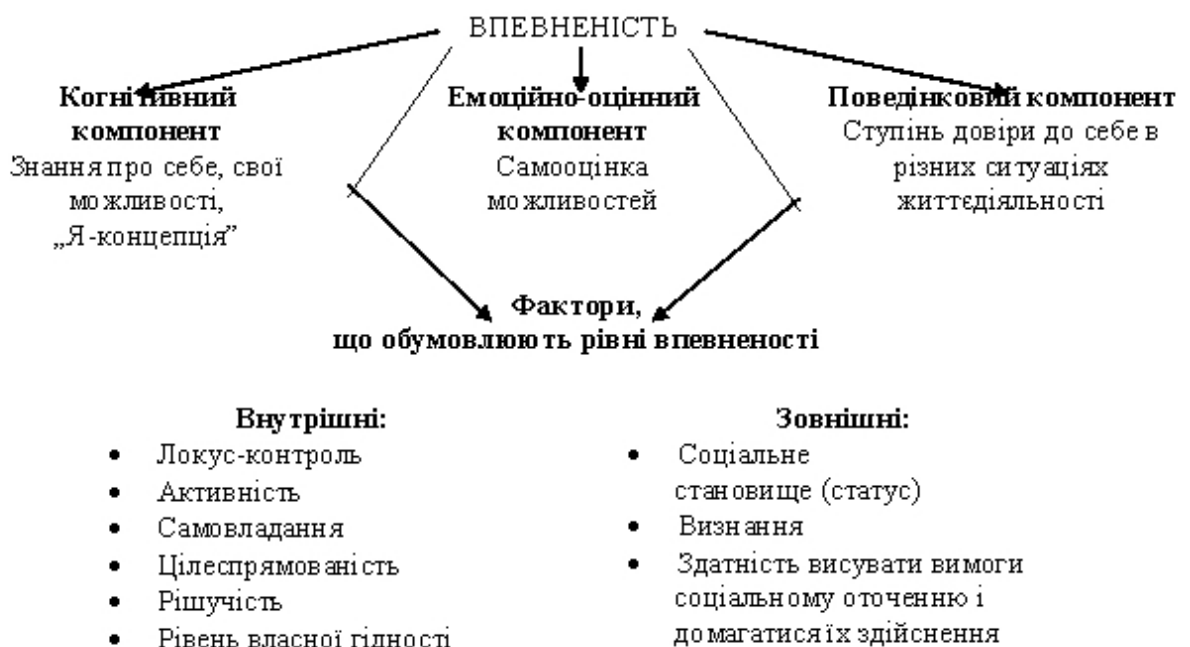 ВПЕВНЕНІСТЬ
Когнітивний
компонент
Знання про себе, свої
можливості,
„Я-концепція”
Емоційно-оцінний
компонент
Самооцінка
можливостей
Поведінковий компонент
Ступінь довіри до себе в
різних ситуаціях
життєдіяльності
Фактори,
що обумовлюють рівні впевненості
Внутрішні:
• Локус-контроль
• Активність
• Самовладання
• Цілеспрямованість
• Рішучість
• Рівень власної гідності
Зовнішні:
• Соціальне
становище (статус)
• Визнання
• Здатність висувати вимоги
соціальному оточенню і
домагатися їх здійснення